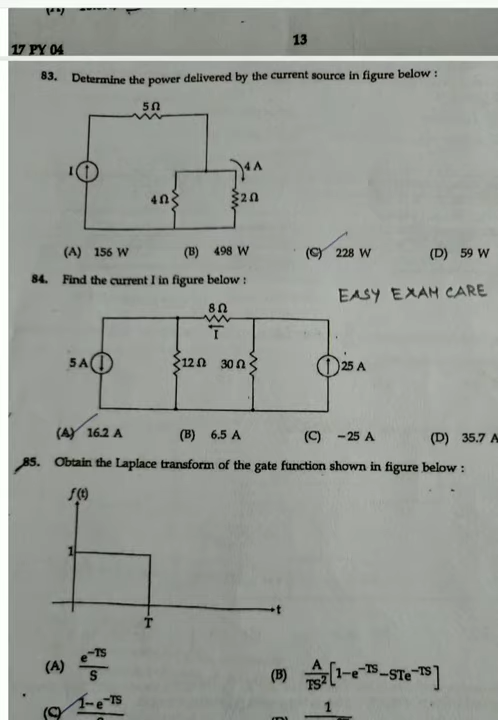 13
17 PY 04
83. Determine the power delivered by the current source in figure below :
5 Ω
I
4 A
4 Ω
2 Ω
(A) 156 W (B) 498 W (C) 228 W (D) 59 W
84. Find the current I in figure below :
EASY EXAM CARE
8 Ω
I
5 A
12 Ω 30 Ω
25 A
(A) 16.2 A (B) 6.5 A (C) -25 A (D) 35.7 A
85. Obtain the Laplace transform of the gate function shown in figure below :
f(t)
1
t
T
(A) e^-TS / S (B) A / TS² [1-e^-TS-STe^-TS]
(C) 1-e^-TS
1